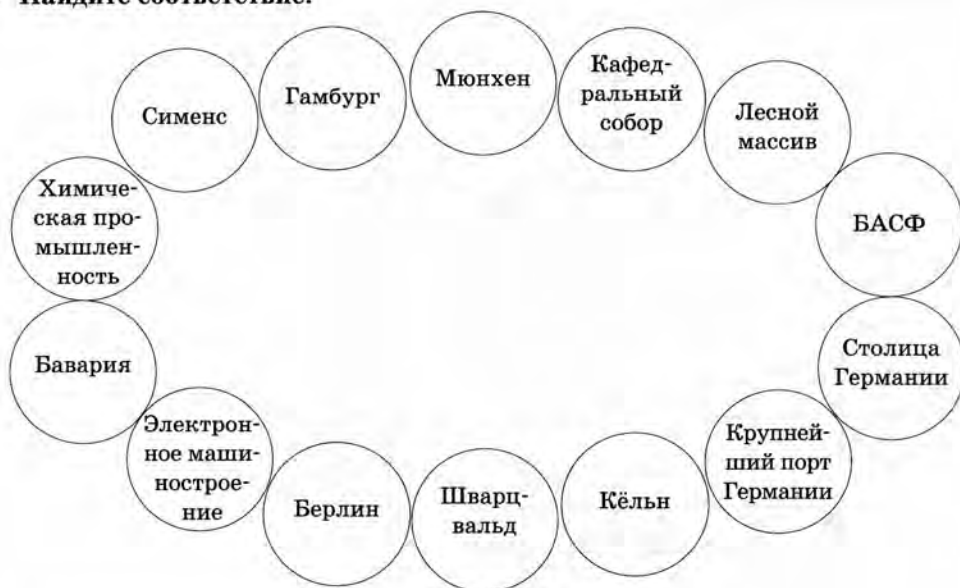 Найдите соответствие.
Сименс
Гамбург
Мюнхен
Кафед-
ральный
собор
Лесной
массив
БАСФ
Столица
Германии
Крупней-
ший порт
Германии
Кёльн
Шварц-
вальд
Берлин
Электрон-
ное маши-
ностроe-
ние
Бавария
Химиче-
ская про-
мышлен-
ность